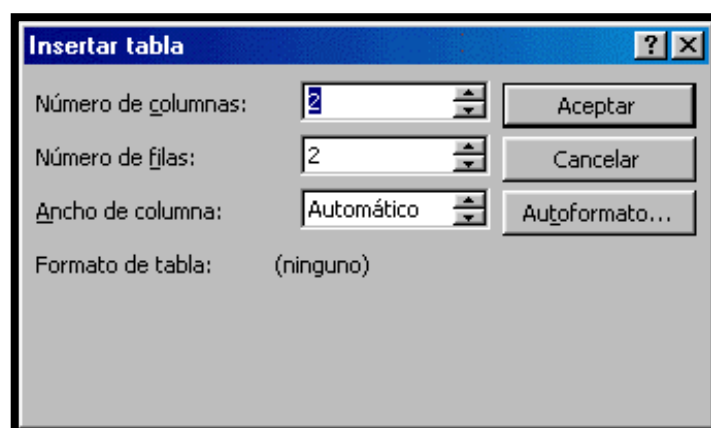 Insertar tabla
Número de columnas: 2 Aceptar
Número de filas: 2 Cancelar
Ancho de columna: Automático Autoformato...
Formato de tabla: (ninguno)